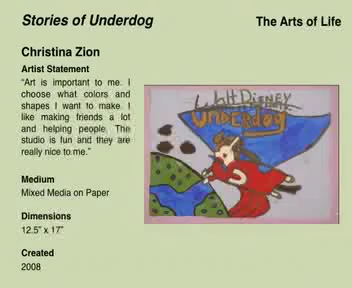 Stories of Underdog
The Arts of Life
Christina Zion
Artist Statement
“Art is important to me. I
choose what colors and
shapes I want to make. I
like making friends a lot
and helping people. The
studio is fun and they are
really nice to me.”
Medium
Mixed Media on Paper
Dimensions
12.5” x 17”
Created
2008
Walt Disney
UNDERdog